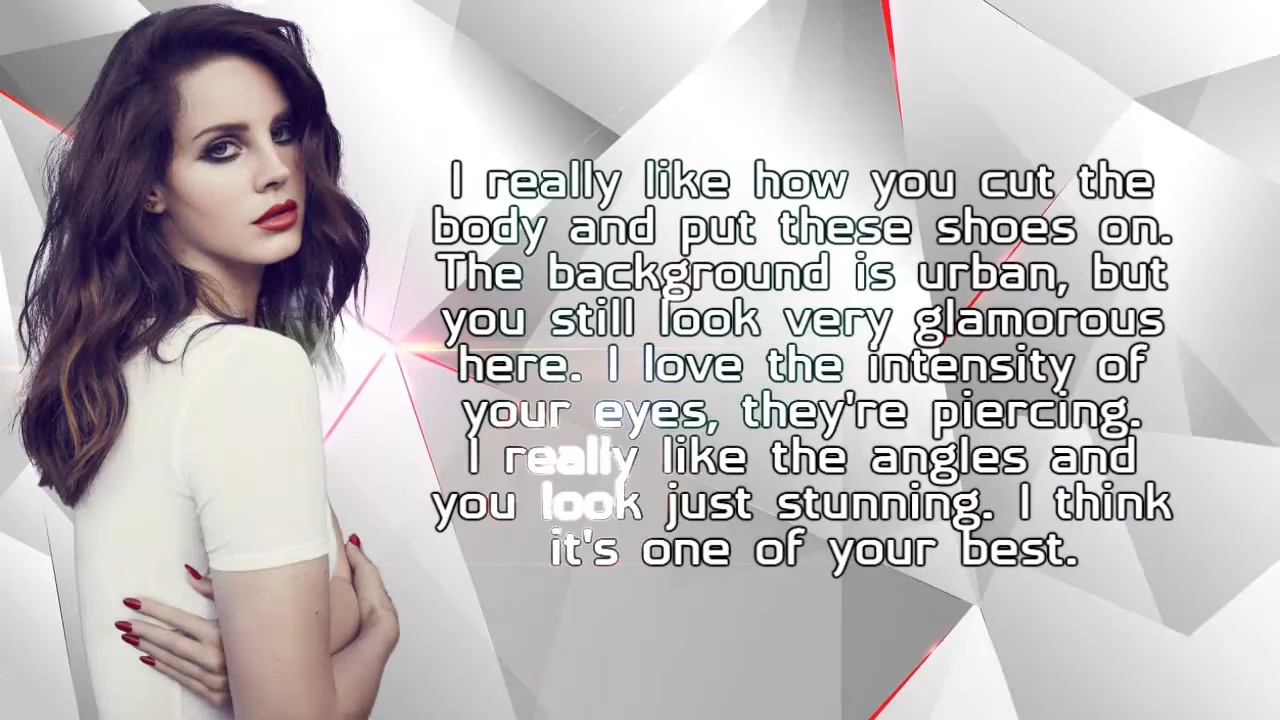 I really like how you cut the
body and put these shoes on.
The background is urban, but
you still look very glamorous
here. I love the intensity of
your eyes, they're piercing.
I really like the angles and
you look just stunning. I think
it's one of your best.